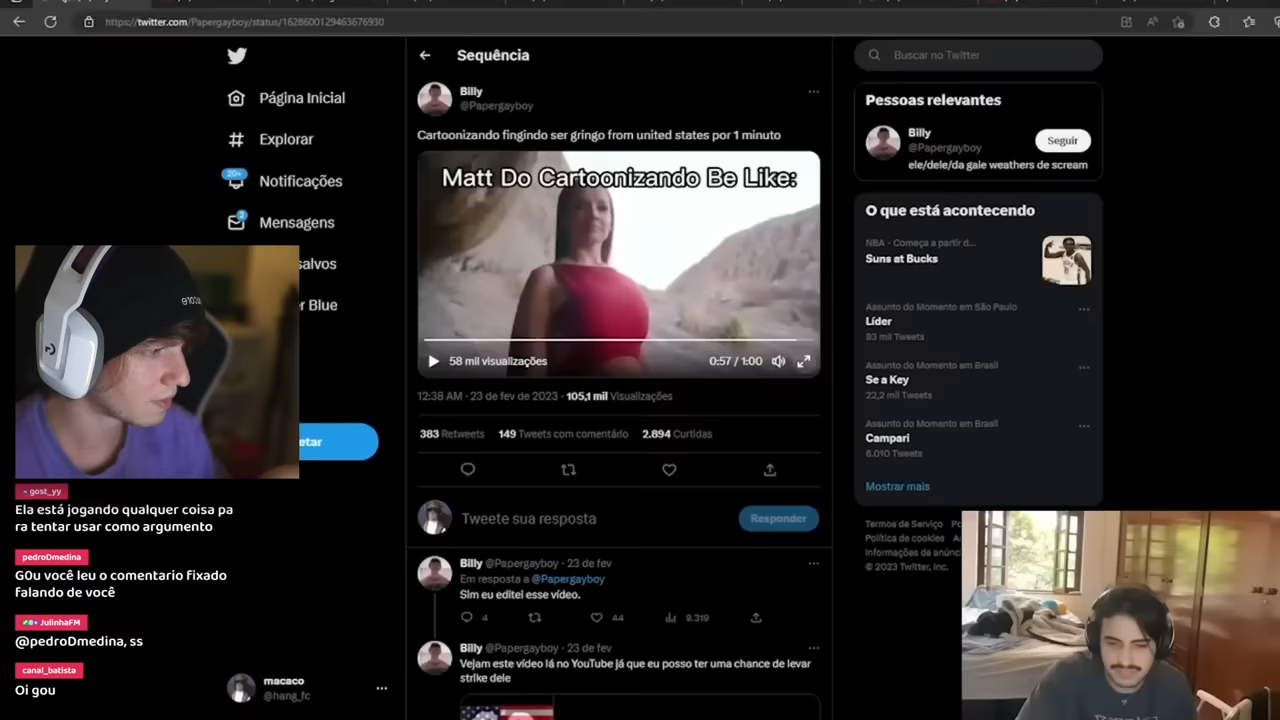 https://twitter.com/Papergayboy/status/1628600129463676930
Página Inicial
Explorar
20+
Notificações
2
Mensagens
salvos
r Blue
etar
Sequência
Billy
@Papergayboy
Cartoonizando fingindo ser gringo from united states por 1 minuto
Matt Do Cartoonizando Be Like:
58 mil visualizações
0:57 / 1:00
12:38 AM · 23 de fev de 2023 · 105,1 mil Visualizações
383 Retweets 149 Tweets com comentário 2.894 Curtidas
Tweete sua resposta
Responder
Billy @Papergayboy · 23 de fev
Em resposta a @Papergayboy
Sim eu editei esse vídeo.
4 44 9.319
Billy @Papergayboy · 23 de fev
Vejam este vídeo lá no YouTube já que eu posso ter uma chance de levar
strike dele
Buscar no Twitter
Pessoas relevantes
Billy
@Papergayboy
Seguir
ele/dele/da gale weathers de scream
O que está acontecendo
NBA · Começa a partir d...
Suns at Bucks
Assunto do Momento em São Paulo
Líder
93 mil Tweets
Assunto do Momento em Brasil
Se a Key
22,2 mil Tweets
Assunto do Momento em Brasil
Campari
6.010 Tweets
Mostrar mais
Termos de Serviço
Política de cookies
Informações de anúnc
© 2023 Twitter, Inc.
gost_yy
Ela está jogando qualquer coisa pa
ra tentar usar como argumento
pedroDmedina
G0u você leu o comentario fixado
falando de você
JulinhaFM
@pedroDmedina, ss
canal_batista
Oi gou
macaco
@hang_fc